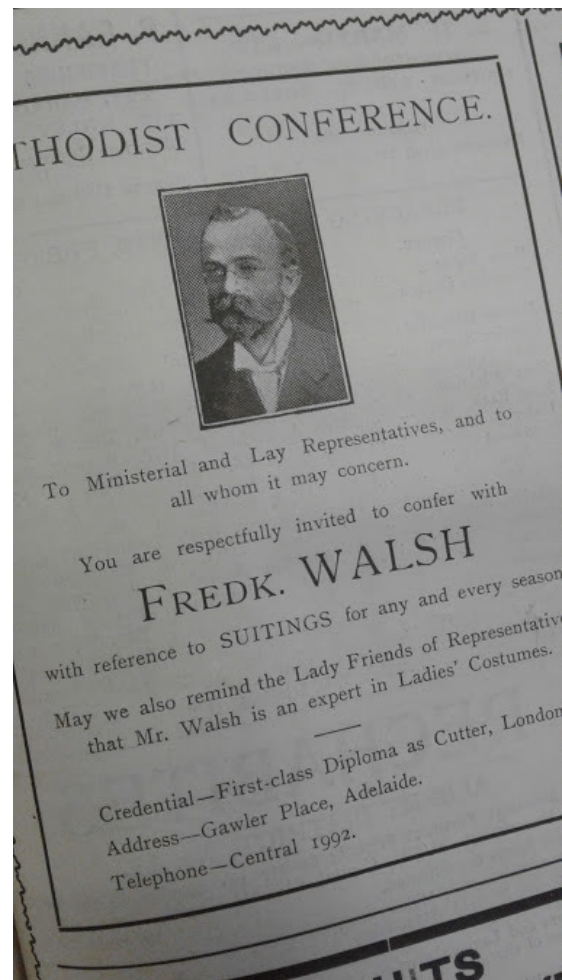 THODIST CONFERENCE.
To Ministerial and Lay Representatives, and to
all whom it may concern.
You are respectfully invited to confer with
FREDK. WALSH
with reference to SUITINGS for any and every season
May we also remind the Lady Friends of Representative
that Mr. Walsh is an expert in Ladies' Costumes.
Credential—First-class Diploma as Cutter, London
Address—Gawler Place, Adelaide.
Telephone—Central 1992.